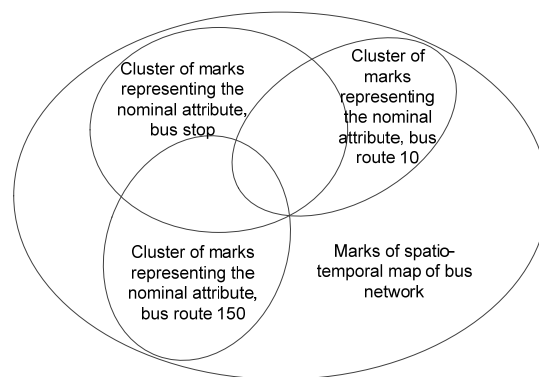 Cluster of marks
representing the
nominal attribute,
bus stop
Cluster of
marks
representing
the nominal
attribute, bus
route 10
Cluster of marks
representing the
nominal attribute,
bus route 150
Marks of spatio-
temporal map of bus
network